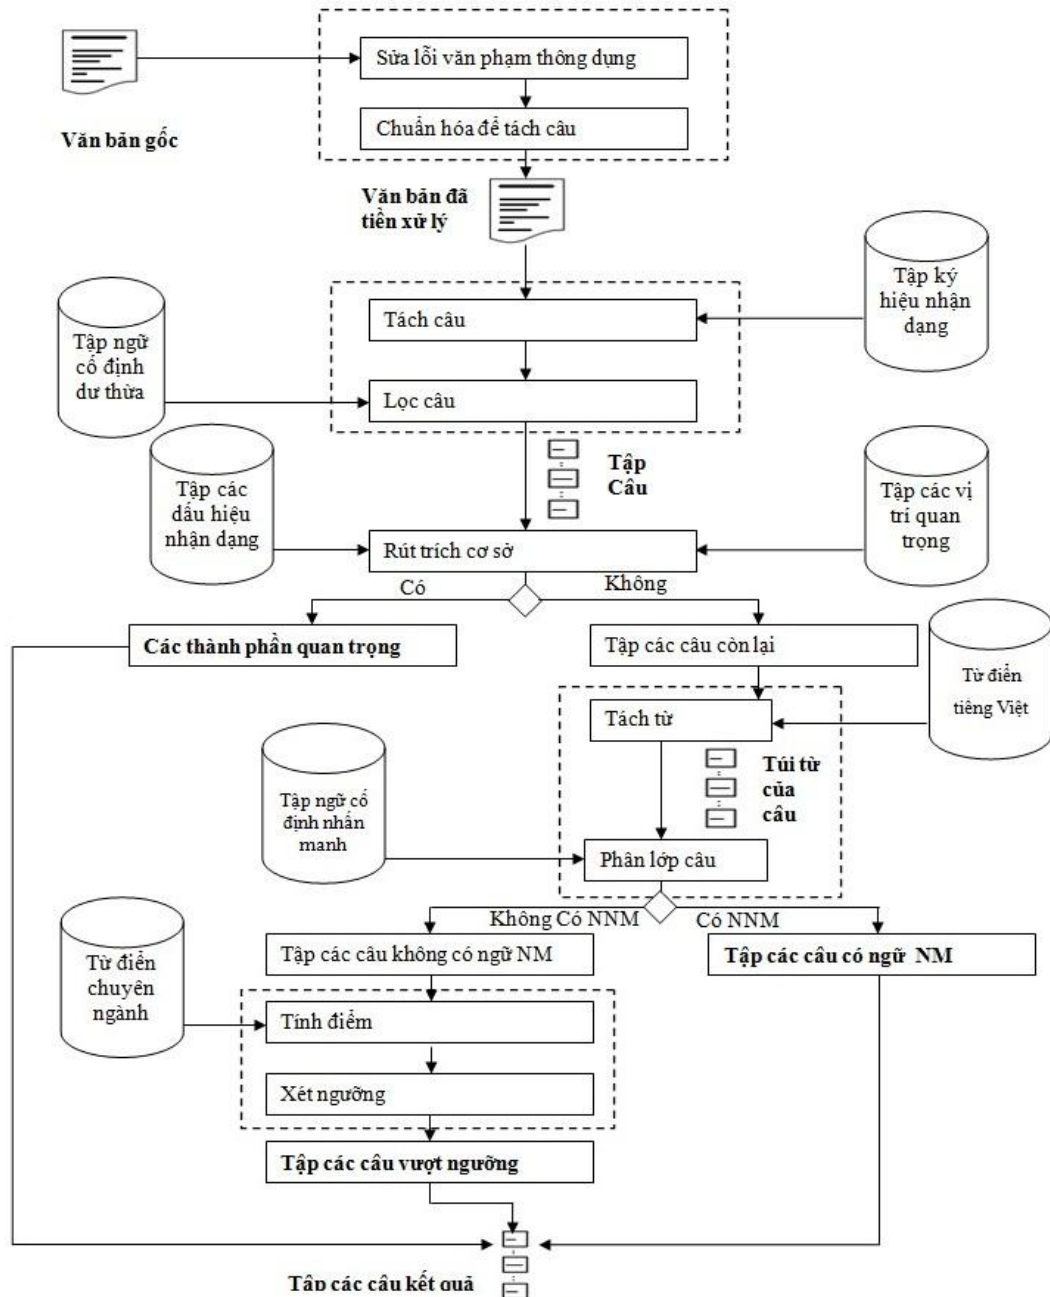 Sửa lỗi văn phạm thông dụng
Văn bản gốc
Chuẩn hóa để tách câu
Văn bản đã
tiền xử lý
Tập ký
hiệu nhận
dạng
Tách câu
Tập ngữ
cố định
dư thừa
Lọc câu
Tập
Câu
Tập các
dấu hiệu
nhận dạng
Tập các vị
trí quan
trọng
Rút trích cơ sở
Có
Không
Các thành phần quan trọng
Tập các câu còn lại
Từ điển
tiếng Việt
Tách từ
Túi từ
của
câu
Tập ngữ cố
định nhấn
manh
Phân lớp câu
Không Có NNM
Có NNM
Tập các câu không có ngữ NM
Tập các câu có ngữ NM
Từ điển
chuyên
ngành
Tính điểm
Xét ngưỡng
Tập các câu vượt ngưỡng
Tập các câu kết quả